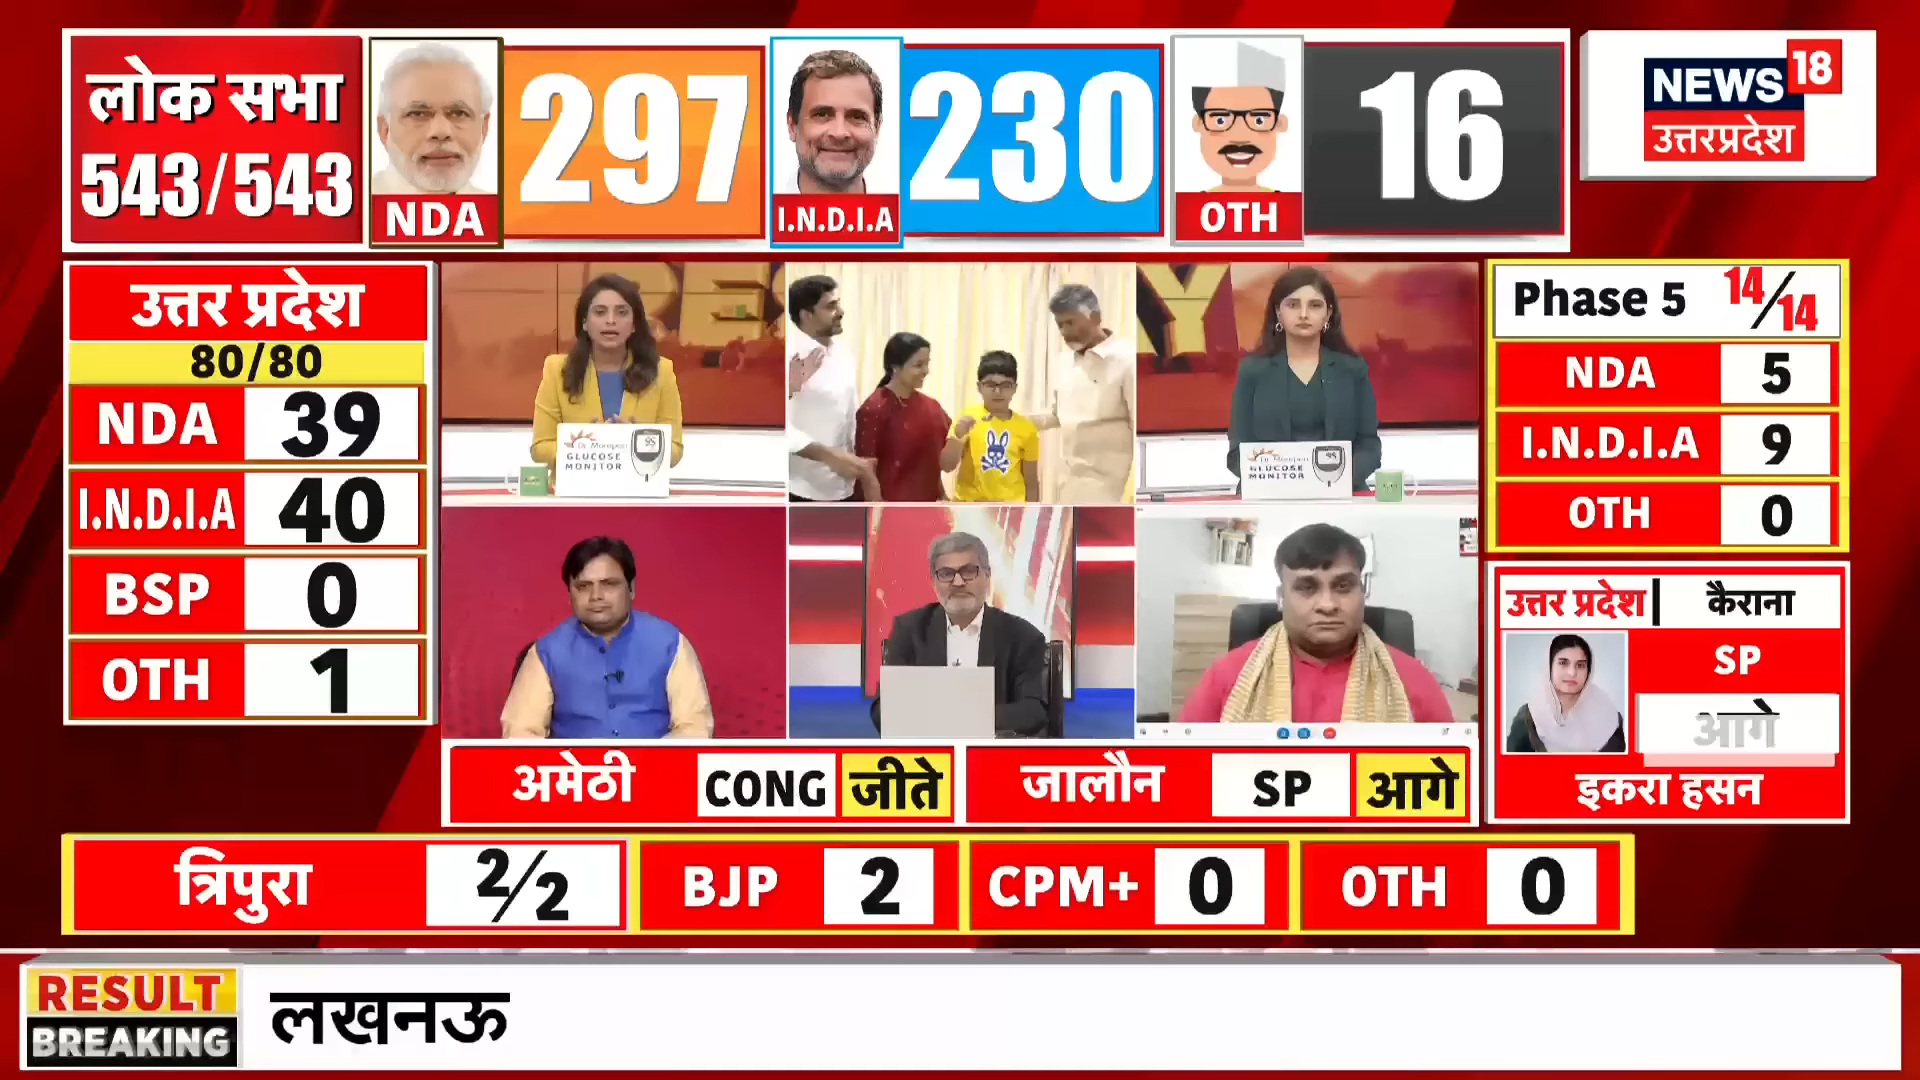 लोक सभा
543/543
NDA
297
I.N.D.I.A
230
OTH
16
NEWS 18
उत्तरप्रदेश
उत्तर प्रदेश
80/80
NDA 39
I.N.D.I.A 40
BSP 0
OTH 1
GLUCOSE
MONITOR
GLUCOSE
MONITOR
Phase 5 14/14
NDA 5
I.N.D.I.A 9
OTH 0
उत्तर प्रदेश कैराना
SP
आगे
इकरा हसन
अमेठी CONG जीते
जालौन SP आगे
त्रिपुरा 2/2 BJP 2 CPM+ 0 OTH 0
RESULT
BREAKING
लखनऊ